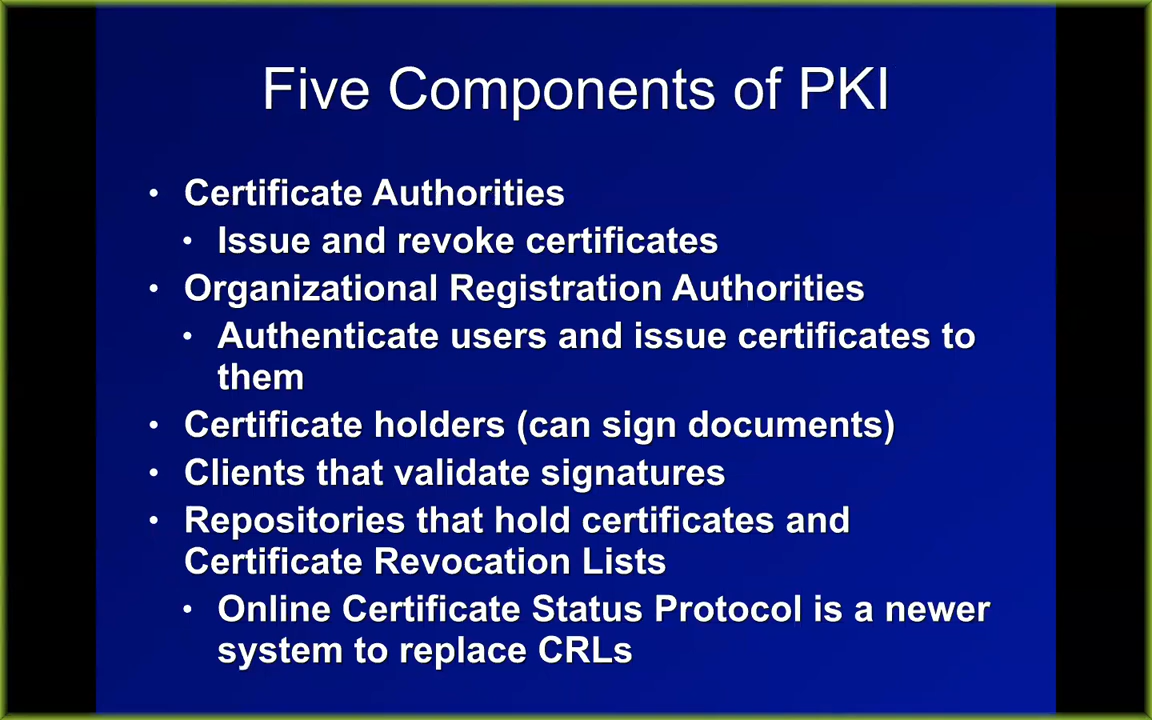 Five Components of PKI
• Certificate Authorities
• Issue and revoke certificates
• Organizational Registration Authorities
• Authenticate users and issue certificates to
them
• Certificate holders (can sign documents)
• Clients that validate signatures
• Repositories that hold certificates and
Certificate Revocation Lists
• Online Certificate Status Protocol is a newer
system to replace CRLs